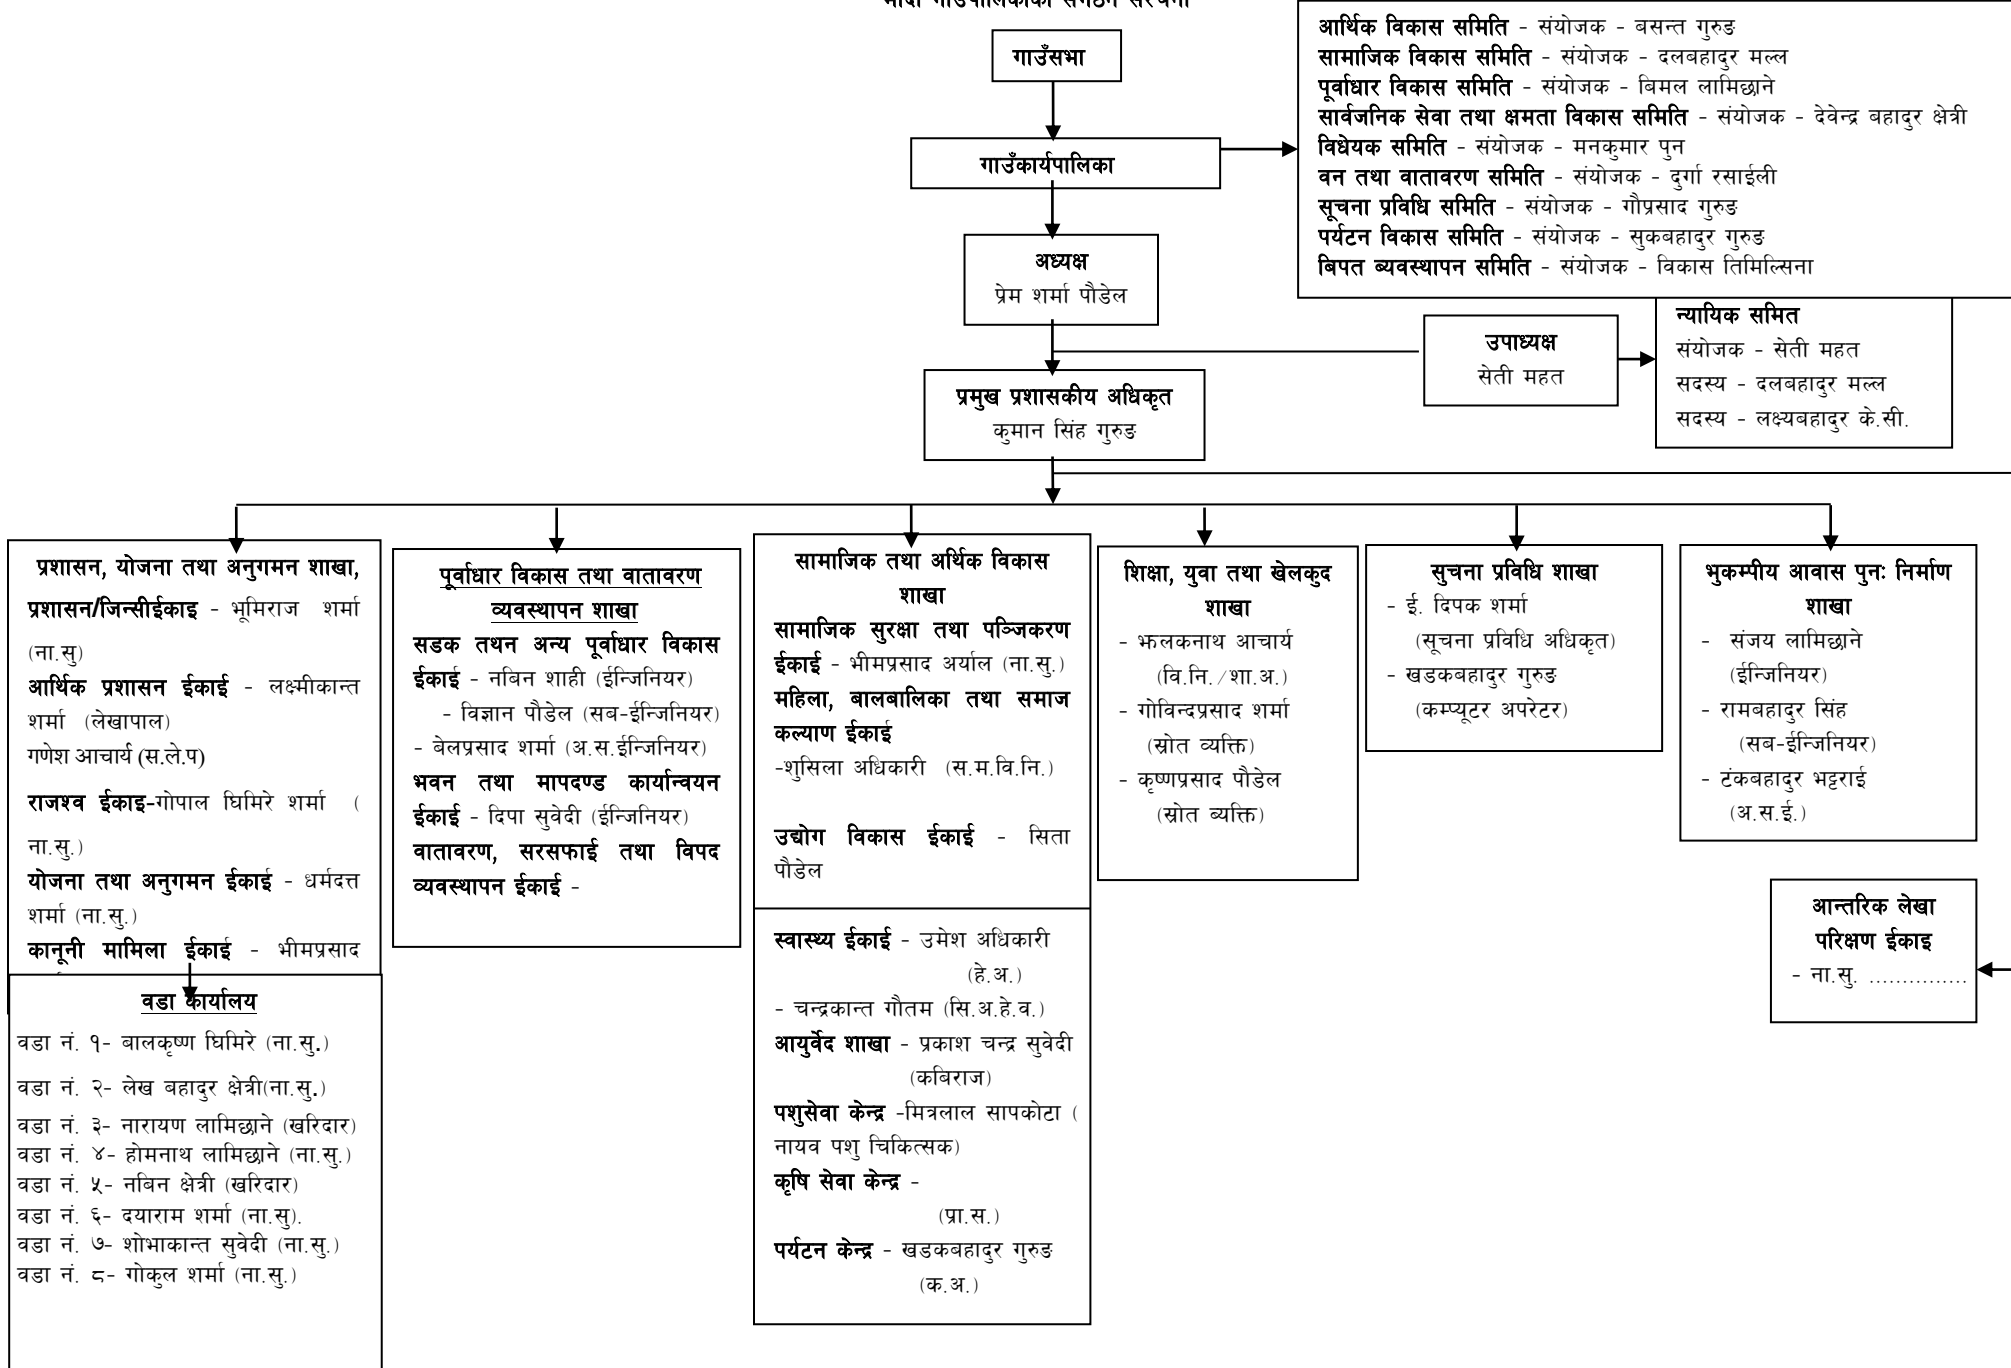 गाउँपालिकाको संगठन संरचना
गाउँसभा
गाउँकार्यपालिका
अध्यक्ष
प्रेम शर्मा पौडेल
आर्थिक विकास समिति - संयोजक - बसन्त गुरुङ
सामाजिक विकास समिति - संयोजक - दलबहादुर मल्ल
पूर्वाधार विकास समिति - संयोजक - बिमल लामिछाने
सार्वजनिक सेवा तथा क्षमता विकास समिति - संयोजक - देवेन्द्र बहादुर क्षेत्री
विधेयक समिति - संयोजक - मनकुमार पुन
वन तथा वातावरण समिति - संयोजक - दुर्गा रसाईली
सूचना प्रविधि समिति - संयोजक - गौप्रसाद गुरुङ
पर्यटन विकास समिति - संयोजक - सुकबहादुर गुरुङ
बिपत ब्यवस्थापन समिति - संयोजक - विकास तिमिल्सिना
उपाध्यक्ष
सेती महत
न्यायिक समित
संयोजक - सेती महत
सदस्य - दलबहादुर मल्ल
सदस्य - लक्ष्यबहादुर के.सी.
प्रमुख प्रशासकीय अधिकृत
कुमान सिंह गुरुङ
प्रशासन, योजना तथा अनुगमन शाखा,
प्रशासन/जिन्सीईकाइ - भूमिराज शर्मा
(ना.सु)
आर्थिक प्रशासन ईकाई - लक्ष्मीकान्त
शर्मा (लेखापाल)
गणेश आचार्य (स.ले.प)
राजश्व ईकाइ-गोपाल घिमिरे शर्मा (
ना.सु.)
योजना तथा अनुगमन ईकाई - धर्मदत्त
शर्मा (ना.सु.)
कानूनी मामिला ईकाई - भीमप्रसाद
वडा कार्यालय
वडा नं. १- बालकृष्ण घिमिरे (ना.सु.)
वडा नं. २- लेख बहादुर क्षेत्री(ना.सु.)
वडा नं. ३- नारायण लामिछाने (खरिदार)
वडा नं. ४- होमनाथ लामिछाने (ना.सु.)
वडा नं. ५- नबिन क्षेत्री (खरिदार)
वडा नं. ६- दयाराम शर्मा (ना.सु).
वडा नं. ७- शोभाकान्त सुवेदी (ना.सु.)
वडा नं. ८- गोकुल शर्मा (ना.सु.)
पूर्वाधार विकास तथा वातावरण
व्यवस्थापन शाखा
सडक तथन अन्य पूर्वाधार विकास
ईकाई - नबिन शाही (ईन्जिनियर)
- विज्ञान पौडेल (सब-ईन्जिनियर)
- बेलप्रसाद शर्मा (अ.स.ईन्जिनियर)
भवन तथा मापदण्ड कार्यान्वयन
ईकाई - दिपा सुवेदी (ईन्जिनियर)
वातावरण, सरसफाई तथा विपद
व्यवस्थापन ईकाई -
सामाजिक तथा अर्थिक विकास
शाखा
सामाजिक सुरक्षा तथा पञ्जिकरण
ईकाई - भीमप्रसाद अर्याल (ना.सु.)
महिला, बालबालिका तथा समाज
कल्याण ईकाई
-शुसिला अधिकारी (स.म.वि.नि.)
उद्योग विकास ईकाई - सिता
पौडेल
स्वास्थ्य ईकाई - उमेश अधिकारी
(हे.अ.)
- चन्द्रकान्त गौतम (सि.अ.हे.व.)
आयुर्वेद शाखा - प्रकाश चन्द्र सुवेदी
(कबिराज)
पशुसेवा केन्द्र -मित्रलाल सापकोटा (
नायव पशु चिकित्सक)
कृषि सेवा केन्द्र -
(प्रा.स.)
पर्यटन केन्द्र - खडकबहादुर गुरुङ
(क.अ.)
शिक्षा, युवा तथा खेलकुद
शाखा
- झलकनाथ आचार्य
(वि.नि./शा.अ.)
- गोविन्दप्रसाद शर्मा
(स्रोत व्यक्ति)
- कृष्णप्रसाद पौडेल
(स्रोत ब्यक्ति)
सुचना प्रविधि शाखा
- ई. दिपक शर्मा
(सूचना प्रविधि अधिकृत)
- खडकबहादुर गुरुङ
(कम्प्यूटर अपरेटर)
भुकम्पीय आवास पुनः निर्माण
शाखा
- संजय लामिछाने
(ईन्जिनियर)
- रामबहादुर सिंह
(सब-ईन्जिनियर)
- टंकबहादुर भट्टराई
(अ.स.ई.)
आन्तरिक लेखा
परिक्षण ईकाइ
- ना.सु. ...............